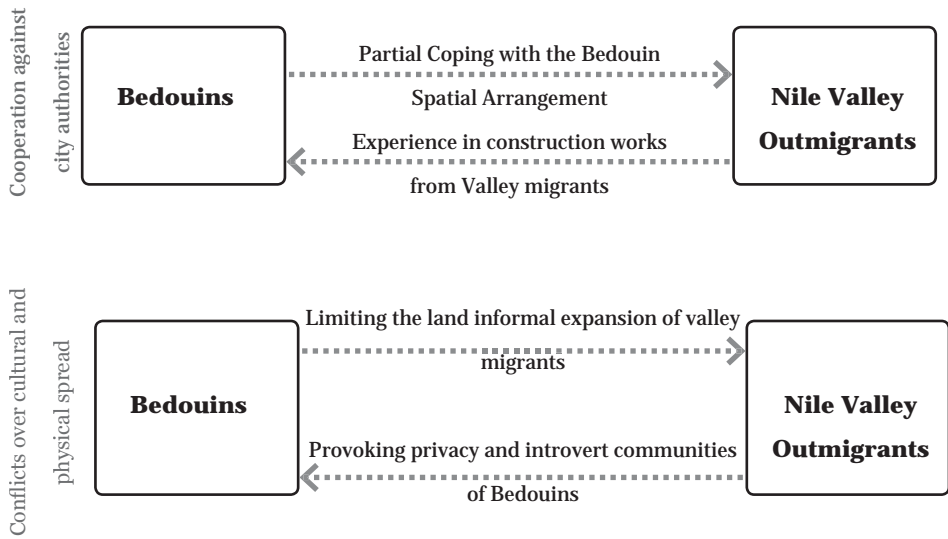 Cooperation against
city authorities
Bedouins
Partial Coping with the Bedouin
Spatial Arrangement
Experience in construction works
from Valley migrants
Nile Valley
Outmigrants
Conflicts over cultural and
physical spread
Bedouins
Limiting the land informal expansion of valley
migrants
Provoking privacy and introvert communities
of Bedouins
Nile Valley
Outmigrants